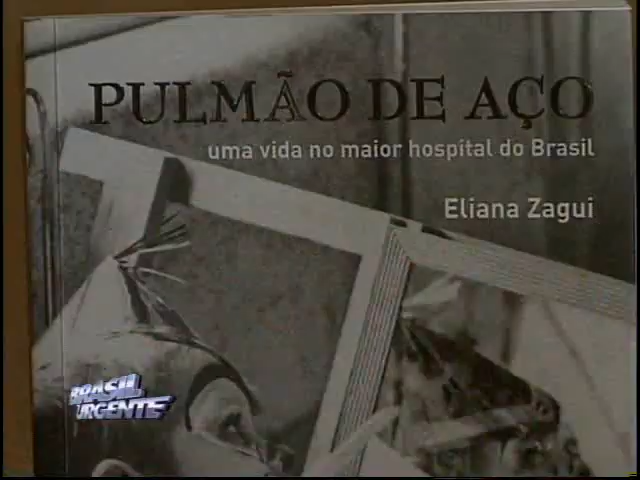 PULMÃO DE AÇO
uma vida no maior hospital do Brasil
Eliana Zagui
BRASIL
URGENTE